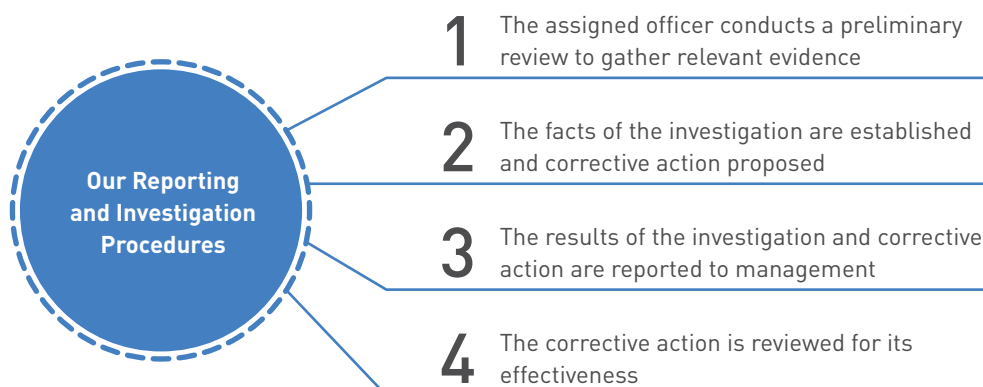 Our Reporting
and Investigation
Procedures
1
The assigned officer conducts a preliminary
review to gather relevant evidence
2
The facts of the investigation are established
and corrective action proposed
3
The results of the investigation and corrective
action are reported to management
4
The corrective action is reviewed for its
effectiveness